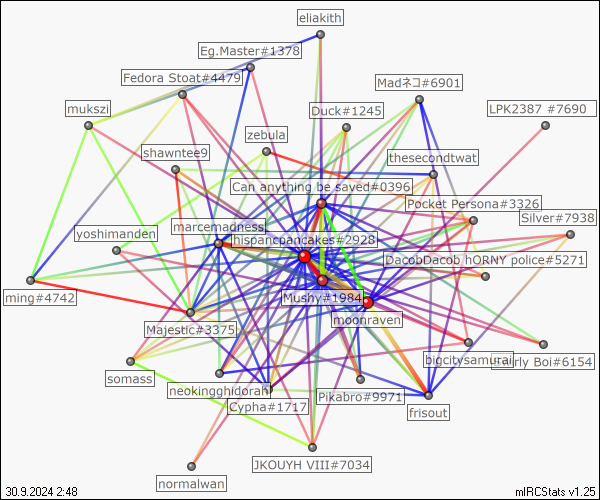 eliakith
Eg.Master#1378
Fedora Stoat#4479
Madネコ#6901
mukszi
Duck#1245
LPK2387 #7690
zebula
shawntee9
thesecondtwat
Can anything be saved#0396
Pocket Persona#3326
Silver#7938
marcemadness
yoshimanden
hispancpancakes#2928
DacobDacob hORNY police#5271
ming#4742
Mushy#1984
moonraven
Majestic#3375
bigcitysamurai
Boi#6154
somass
neokingghidorah
Pikabro#9971
Cypha#1717
frisout
JKOUYH VIII#7034
normalwan
30.9.2024 2:48
mIRCStats v1.25